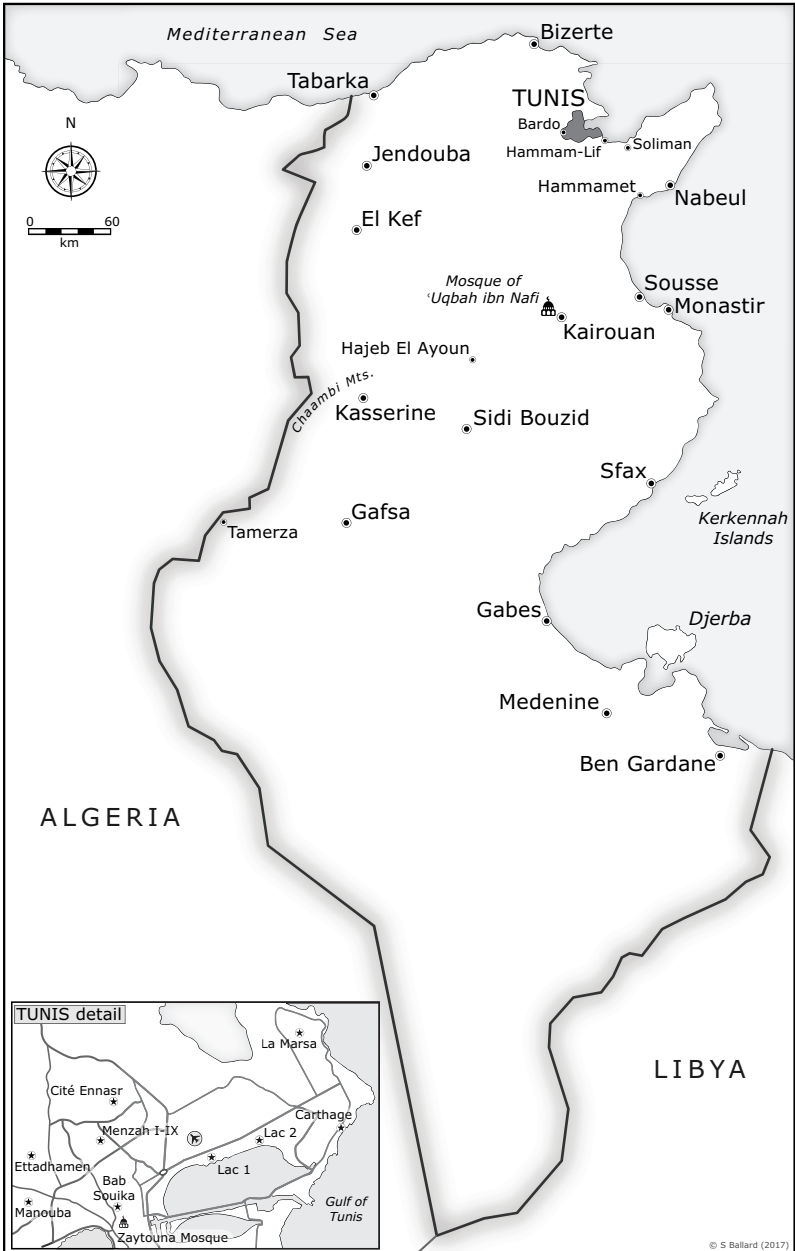 Mediterranean Sea
Bizerte
Tabarka
TUNIS
Bardo
Hammam-Lif
Soliman
N
Jendouba
Hammamet
Nabeul
0 60
km
El Kef
Mosque of
ʿUqbah ibn Nafi
Sousse
Monastir
Kairouan
Hajeb El Ayoun
Chaambi Mts.
Kasserine
Sidi Bouzid
Sfax
Gafsa
Tamerza
Kerkennah
Islands
Gabes
Djerba
Medenine
Ben Gardane
ALGERIA
LIBYA
TUNIS detail
La Marsa
Cité Ennasr
Carthage
Menzah I-IX
Lac 2
Ettadhamen
Lac 1
Bab
Souika
Manouba
Gulf of
Tunis
Zaytouna Mosque
© S Ballard (2017)